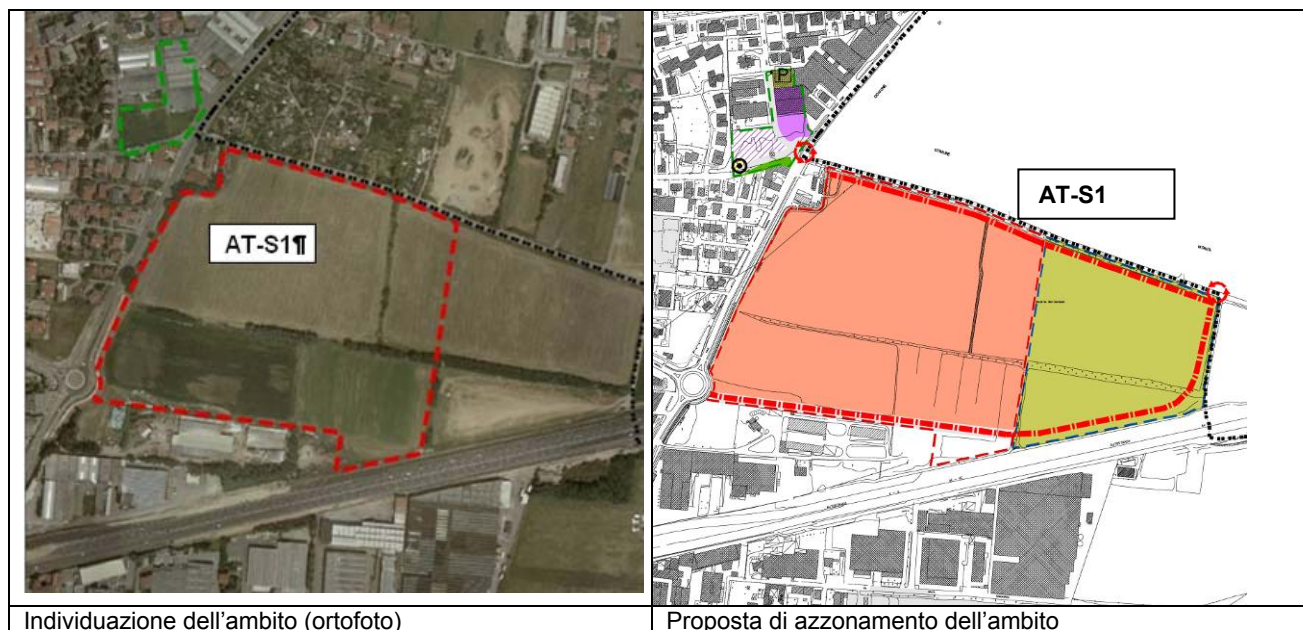 AT-S1¶
P
AT-S1
Individuazione dell'ambito (ortofoto)
Proposta di azzonamento dell'ambito